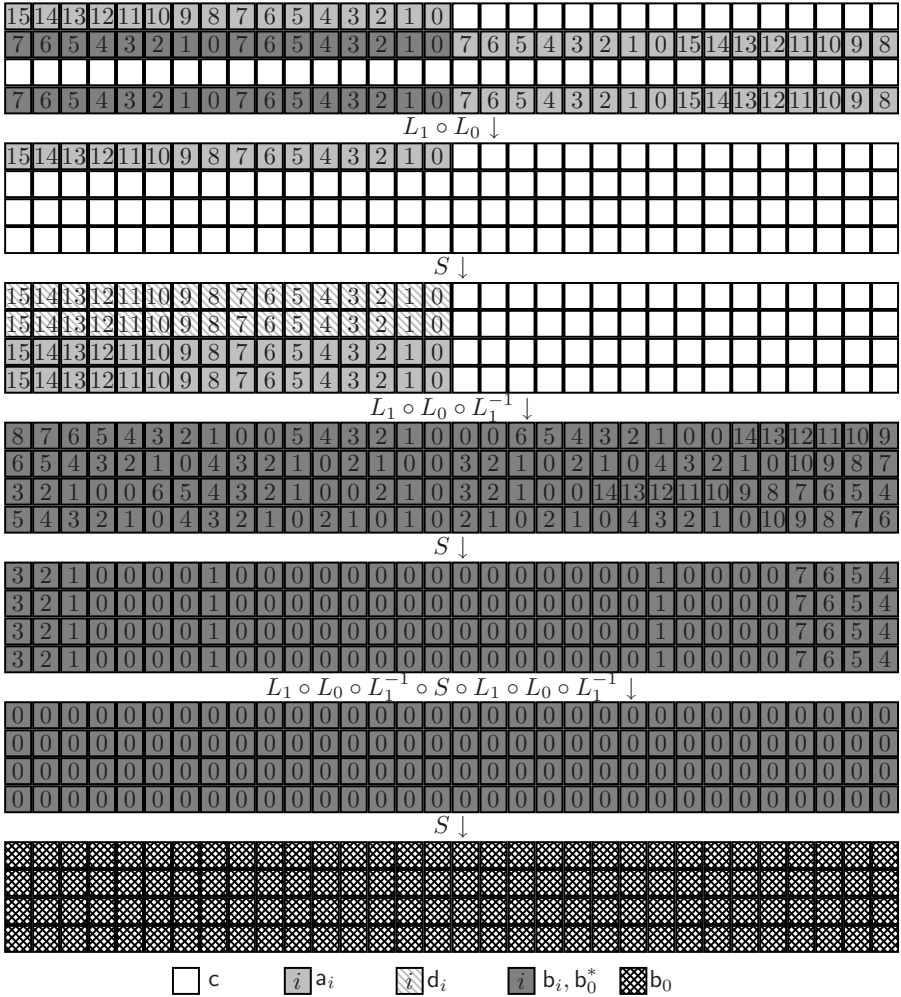 15 14 13 12 11 10 9 8 7 6 5 4 3 2 1 0
7 6 5 4 3 2 1 0 7 6 5 4 3 2 1 0 7 6 5 4 3 2 1 0 15 14 13 12 11 10 9 8
7 6 5 4 3 2 1 0 7 6 5 4 3 2 1 0 7 6 5 4 3 2 1 0 15 14 13 12 11 10 9 8
L₁ ∘ L₀ ↓
15 14 13 12 11 10 9 8 7 6 5 4 3 2 1 0
S ↓
15 14 13 12 11 10 9 8 7 6 5 4 3 2 1 0
15 14 13 12 11 10 9 8 7 6 5 4 3 2 1 0
15 14 13 12 11 10 9 8 7 6 5 4 3 2 1 0
15 14 13 12 11 10 9 8 7 6 5 4 3 2 1 0
L₁ ∘ L₀ ∘ L₁⁻¹ ↓
8 7 6 5 4 3 2 1 0 0 5 4 3 2 1 0 0 0 6 5 4 3 2 1 0 0 14 13 12 11 10 9
6 5 4 3 2 1 0 4 3 2 1 0 2 1 0 0 3 2 1 0 2 1 0 4 3 2 1 0 10 9 8 7
3 2 1 0 0 6 5 4 3 2 1 0 0 2 1 0 3 2 1 0 0 14 13 12 11 10 9 8 7 6 5 4
5 4 3 2 1 0 4 3 2 1 0 2 1 0 1 0 2 1 0 2 1 0 4 3 2 1 0 10 9 8 7 6
S ↓
3 2 1 0 0 0 0 1 0 0 0 0 0 0 0 0 0 0 0 0 0 0 0 1 0 0 0 0 7 6 5 4
3 2 1 0 0 0 0 1 0 0 0 0 0 0 0 0 0 0 0 0 0 0 0 1 0 0 0 0 7 6 5 4
3 2 1 0 0 0 0 1 0 0 0 0 0 0 0 0 0 0 0 0 0 0 0 1 0 0 0 0 7 6 5 4
3 2 1 0 0 0 0 1 0 0 0 0 0 0 0 0 0 0 0 0 0 0 0 1 0 0 0 0 7 6 5 4
L₁ ∘ L₀ ∘ L₁⁻¹ ∘ S ∘ L₁ ∘ L₀ ∘ L₁⁻¹ ↓
0 0 0 0 0 0 0 0 0 0 0 0 0 0 0 0 0 0 0 0 0 0 0 0 0 0 0 0 0 0 0 0
0 0 0 0 0 0 0 0 0 0 0 0 0 0 0 0 0 0 0 0 0 0 0 0 0 0 0 0 0 0 0 0
0 0 0 0 0 0 0 0 0 0 0 0 0 0 0 0 0 0 0 0 0 0 0 0 0 0 0 0 0 0 0 0
0 0 0 0 0 0 0 0 0 0 0 0 0 0 0 0 0 0 0 0 0 0 0 0 0 0 0 0 0 0 0 0
S ↓
c i aᵢ i dᵢ i bᵢ, b₀* b₀